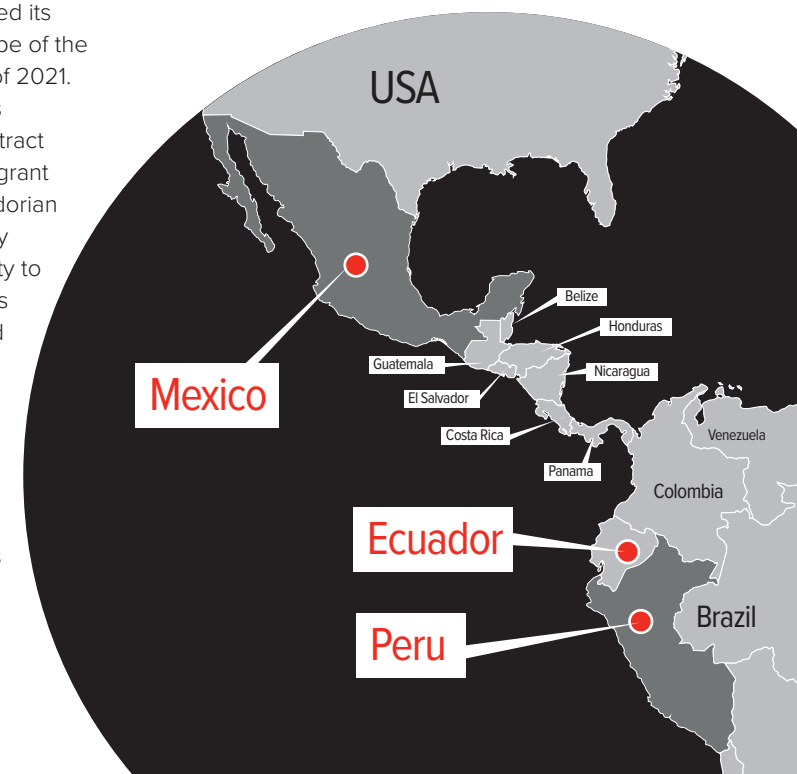 ed its
pe of the
of 2021.
s
tract
grant
dorian
y
ty to
s
d
s
USA
Belize
Honduras
Guatemala
Nicaragua
El Salvador
Mexico
Costa Rica
Venezuela
Panama
Colombia
Ecuador
Brazil
Peru